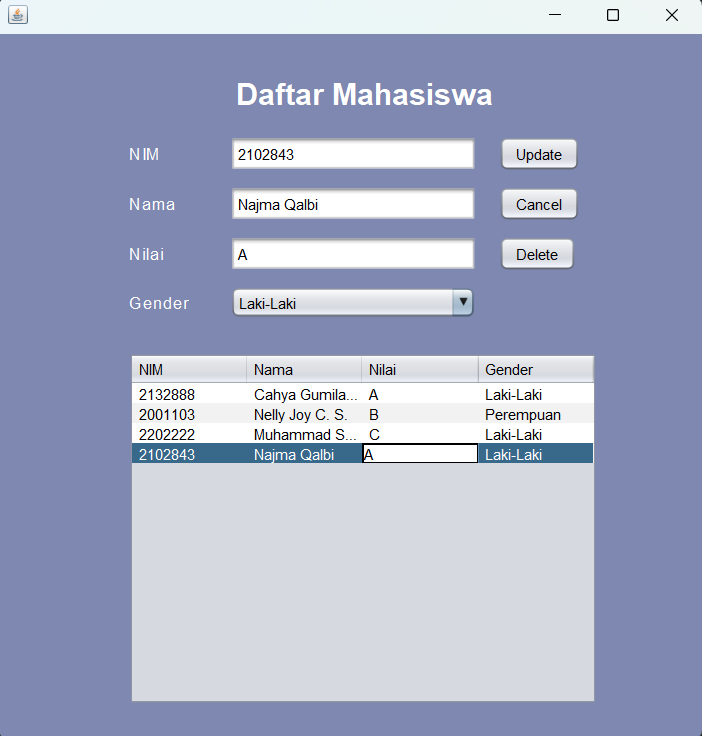 Daftar Mahasiswa
NIM 2102843 Update
Nama Najma Qalbi Cancel
Nilai A Delete
Gender Laki-Laki
NIM Nama Nilai Gender
2132888 Cahya Gumila... A Laki-Laki
2001103 Nelly Joy C. S. B Perempuan
2202222 Muhammad S... C Laki-Laki
2102843 Najma Qalbi A Laki-Laki